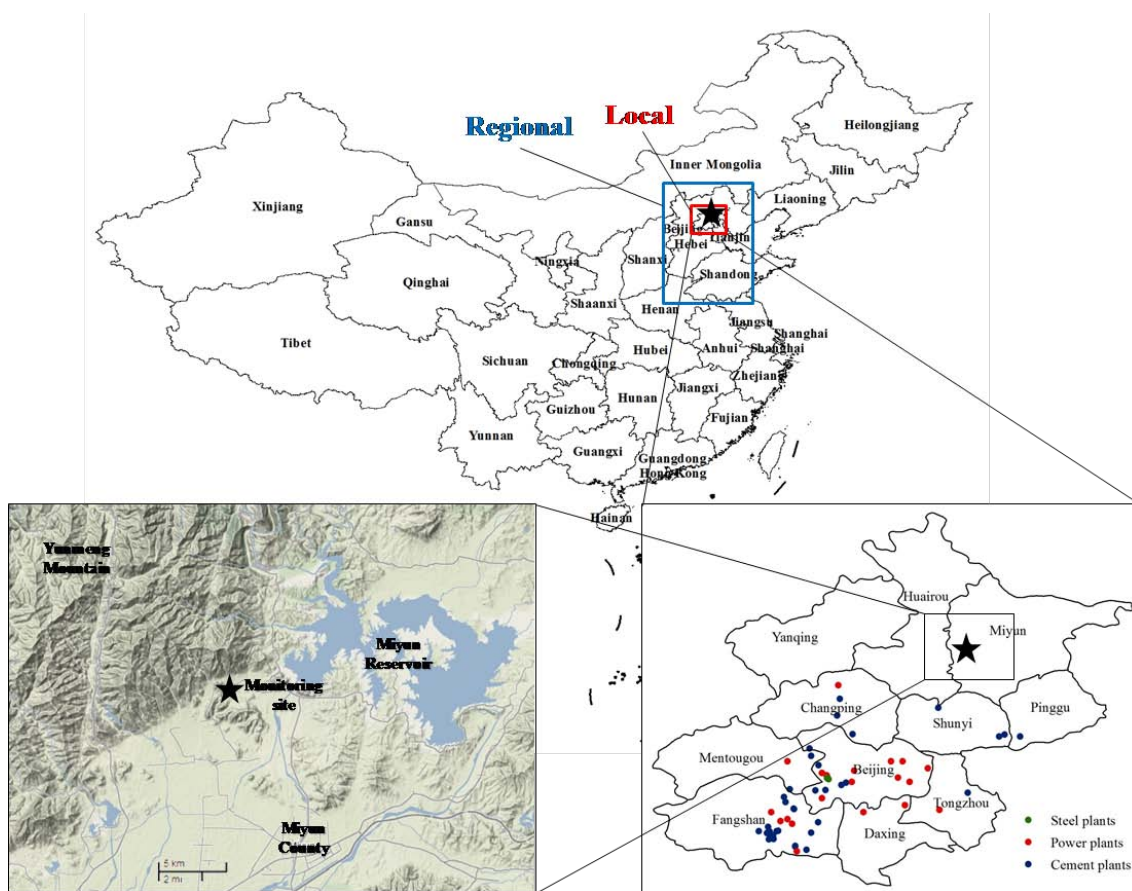 Local
Regional
Heilongjiang
Inner Mongolia
Jilin
Liaoning
Xinjiang
Gansu
Beijing
Tianjin
Hebei
Ningxia
Shanxi
Qinghai
Shandong
Shaanxi
Henan
Jiangsu
Tibet
Shanghai
Hubei
Anhui
Shanghai
Sichuan
Chongqing
Zhejiang
Hunan
Jiangxi
Guizhou
Fujian
Yunnan
Guangxi
Guangdong
Hong Kong
Hainan
Yunmeng
Mountain
Miyun
Reservoir
Monitoring
site
Miyun
County
5 km
2 mi
Huairou
Miyun
Yanqing
Changping
Shunyi
Pinggu
Mentougou
Beijing
Tongzhou
Fangshan
Daxing
Steel plants
Power plants
Cement plants